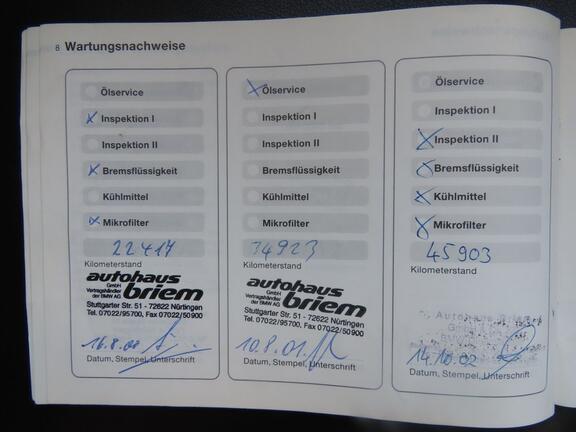 8 Wartungsnachweise
Ölservice
Inspektion I
Inspektion II
Bremsflüssigkeit
Kühlmittel
Mikrofilter
22417
Kilometerstand
autohaus
GmbH
Vertragshändler
der BMW AG
briem
Stuttgarter Str. 51 - 72622 Nürtingen
Tel. 07022/95700, Fax 07022/50900
16.8.00
Datum, Stempel, Unterschrift
Ölservice
Inspektion I
Inspektion II
Bremsflüssigkeit
Kühlmittel
Mikrofilter
34923
Kilometerstand
autohaus
GmbH
Vertragshändler
der BMW AG
briem
Stuttgarter Str. 51 - 72622 Nürtingen
Tel. 07022/95700, Fax 07022/50900
10.8.01
Datum, Stempel, Unterschrift
Ölservice
Inspektion I
Inspektion II
Bremsflüssigkeit
Kühlmittel
Mikrofilter
45903
Kilometerstand
Autohaus
GmbH
14.10.02
Datum, Stempel, Unterschrift